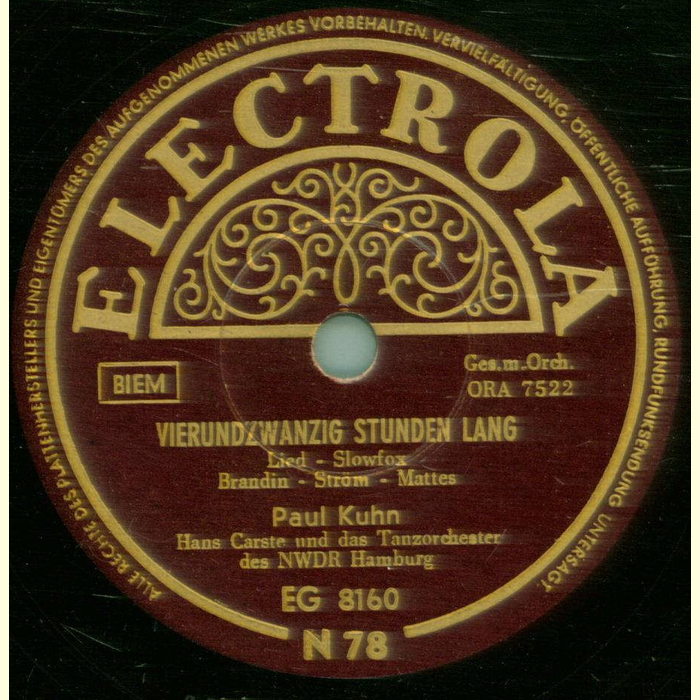 ALLE RECHTE DES PLATTENHERSTELLERS UND EIGENTÜMERS DES AUFGENOMMENEN WERKES VORBEHALTEN. VERVIELFÄLTIGUNG, ÖFFENTLICHE AUFFÜHRUNG, RUNDFUNKSENDUNG UNTERSAGT.
ELECTROLA
BIEM
Ges. m. Orch.
ORA 7522
VIERUNDZWANZIG STUNDEN LANG
Lied - Slowfox
Brandin - Ström - Mattes
Paul Kuhn
Hans Carste und das Tanzorchester
des NWDR Hamburg
EG 8160
N 78